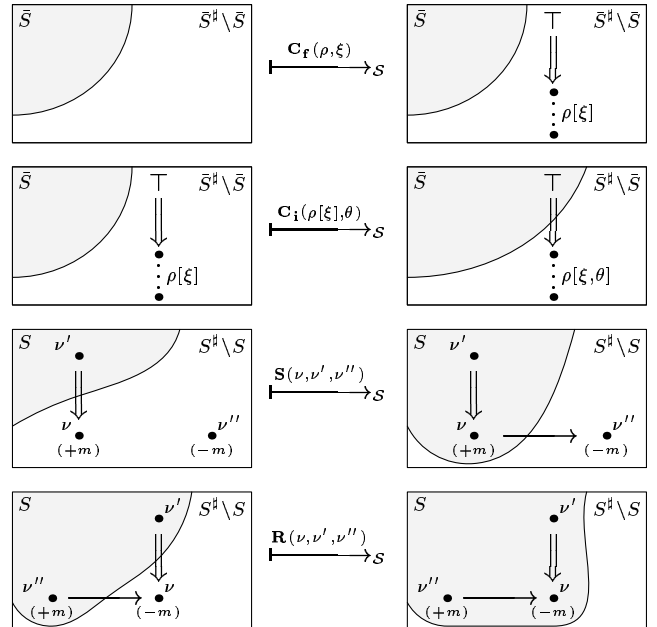 S̄ S̄♯\S̄ C_f(ρ,ξ) S S̄ ⊤ S̄♯\S̄
ρ[ξ]
S̄ ⊤ S̄♯\S̄ C_i(ρ[ξ],θ) S S̄ ⊤ S̄♯\S̄
ρ[ξ] ρ[ξ,θ]
S ν′ S♯\S S(ν,ν′,ν′′) S S ν′ S♯\S
ν ν′′ ν ν′′
(+m) (−m) (+m) (−m)
S ν′ S♯\S R(ν,ν′,ν′′) S S ν′ S♯\S
ν′′ ν ν′′ ν
(+m) (−m) (+m) (−m)